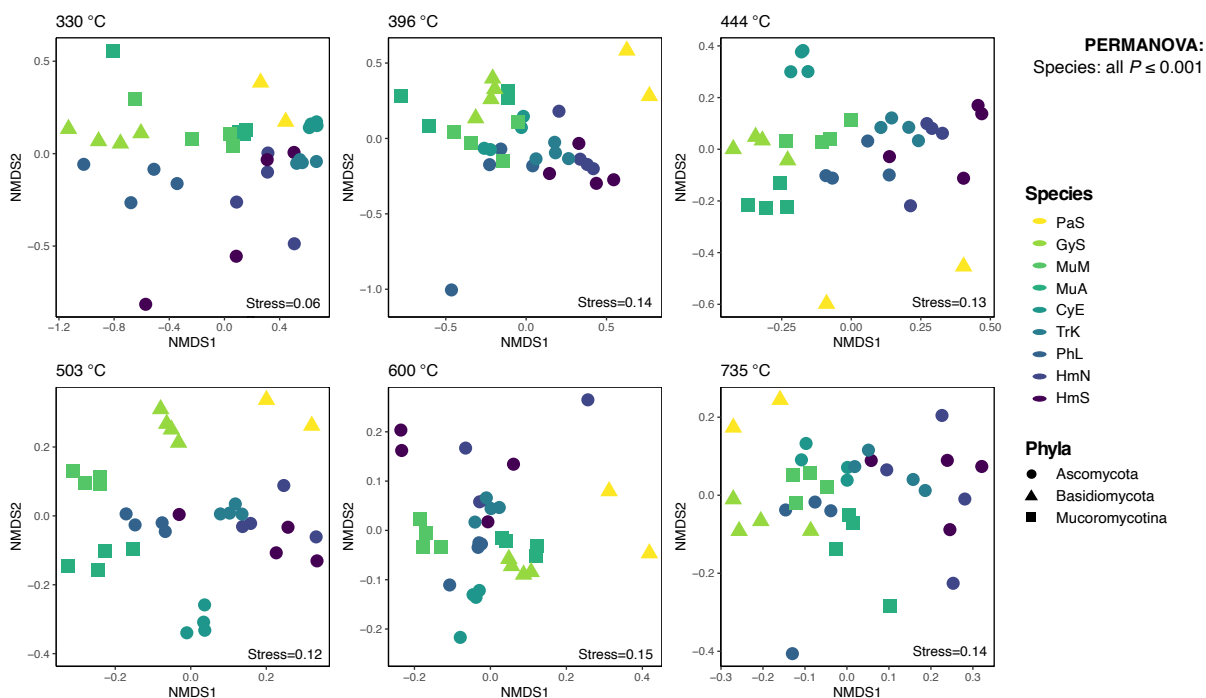 330 °C
396 °C
444 °C
PERMANOVA:
Species: all P ≤ 0.001
NMDS2
0.5
0.0
−0.5
−1.2
−0.8
−0.4
0.0
0.4
NMDS1
Stress=0.06
NMDS2
0.5
0.0
−0.5
−1.0
−0.5
0.0
0.5
NMDS1
Stress=0.14
NMDS2
0.4
0.2
0.0
−0.2
−0.4
−0.6
−0.25
0.00
0.25
0.50
NMDS1
Stress=0.13
Species
PaS
GyS
MuM
MuA
CyE
TrK
PhL
HmN
HmS
Phyla
Ascomycota
Basidiomycota
Mucoromycotina
503 °C
600 °C
735 °C
NMDS2
0.2
0.0
−0.2
−0.4
−0.2
0.0
0.2
NMDS1
Stress=0.12
NMDS2
0.2
0.1
0.0
−0.1
−0.2
−0.2
0.0
0.2
0.4
NMDS1
Stress=0.15
NMDS2
0.2
0.0
−0.2
−0.4
−0.3
−0.2
−0.1
0.0
0.1
0.2
0.3
NMDS1
Stress=0.14